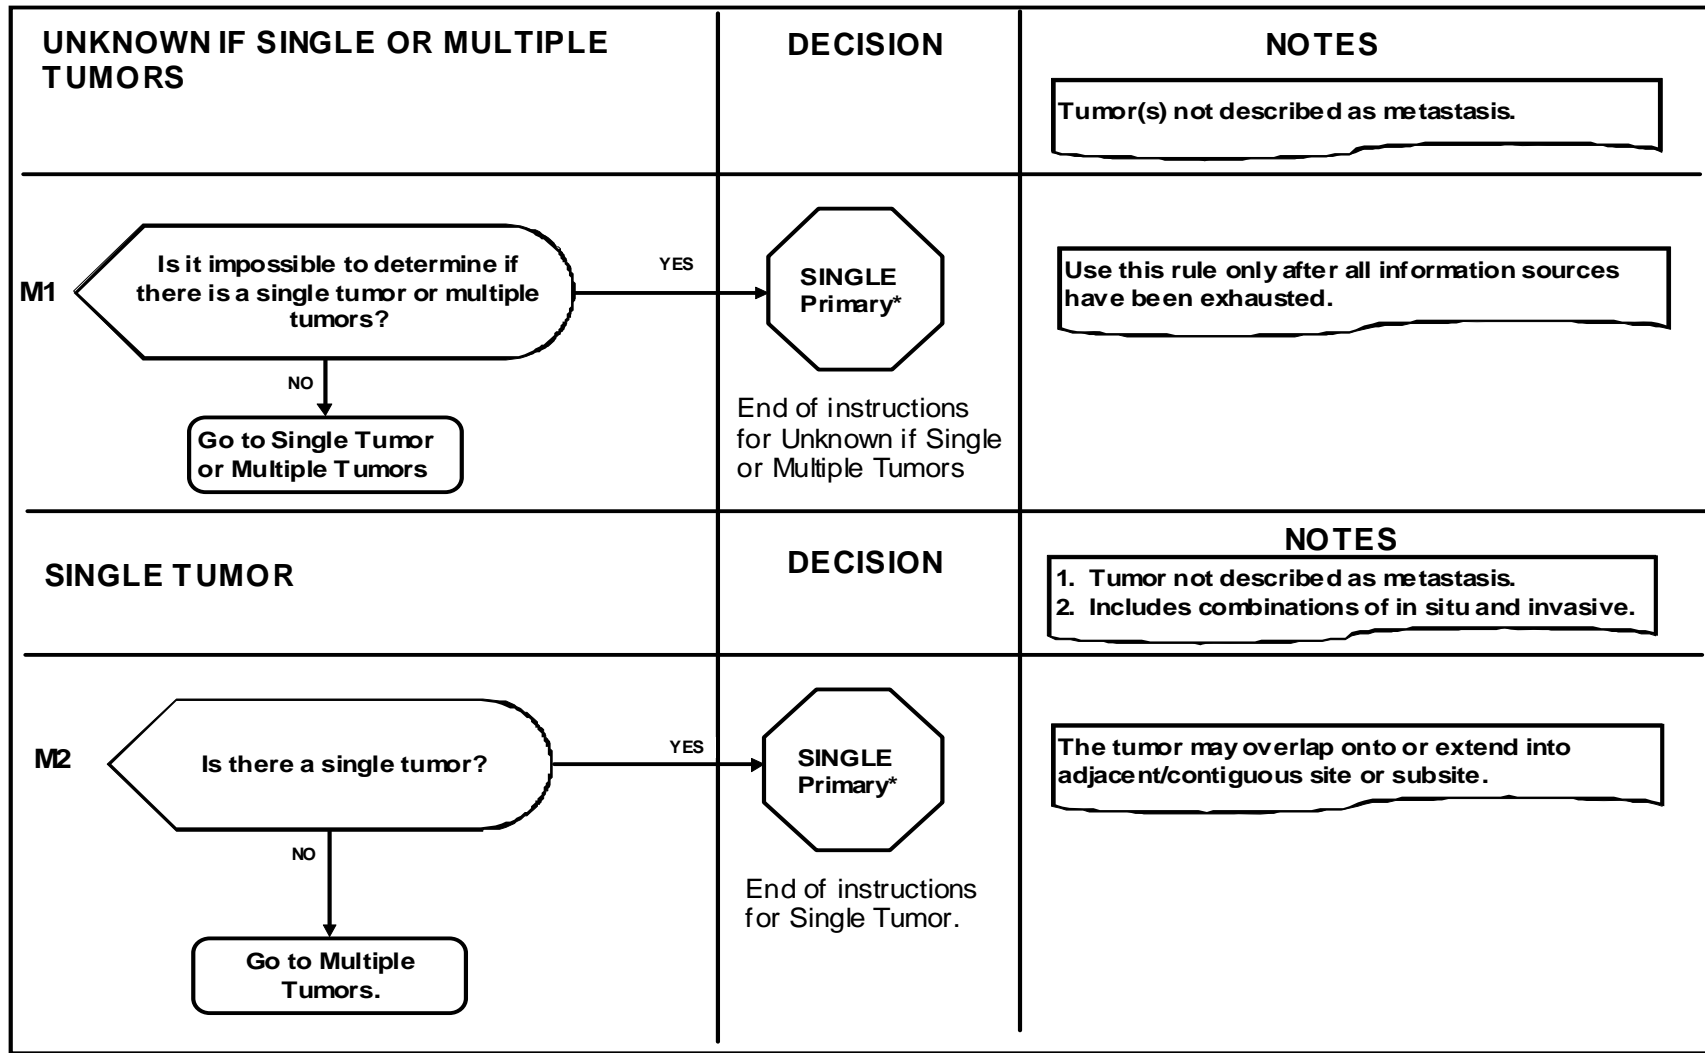 UNKNOWN IF SINGLE OR MULTIPLE
TUMORS
DECISION
NOTES
Tumor(s) not described as metastasis.
M1
Is it impossible to determine if
there is a single tumor or multiple
tumors?
YES
SINGLE
Primary*
Use this rule only after all information sources
have been exhausted.
NO
Go to Single Tumor
or Multiple Tumors
End of instructions
for Unknown if Single
or Multiple Tumors
SINGLE TUMOR
DECISION
NOTES
1. Tumor not described as metastasis.
2. Includes combinations of in situ and invasive.
M2
Is there a single tumor?
YES
SINGLE
Primary*
The tumor may overlap onto or extend into
adjacent/contiguous site or subsite.
NO
Go to Multiple
Tumors.
End of instructions
for Single Tumor.